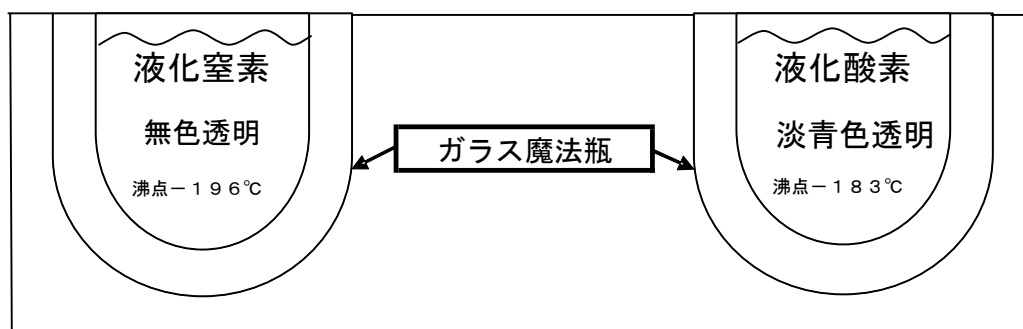 液化窒素
無色透明
沸点－１９６℃
ガラス魔法瓶
液化酸素
淡青色透明
沸点－１８３℃